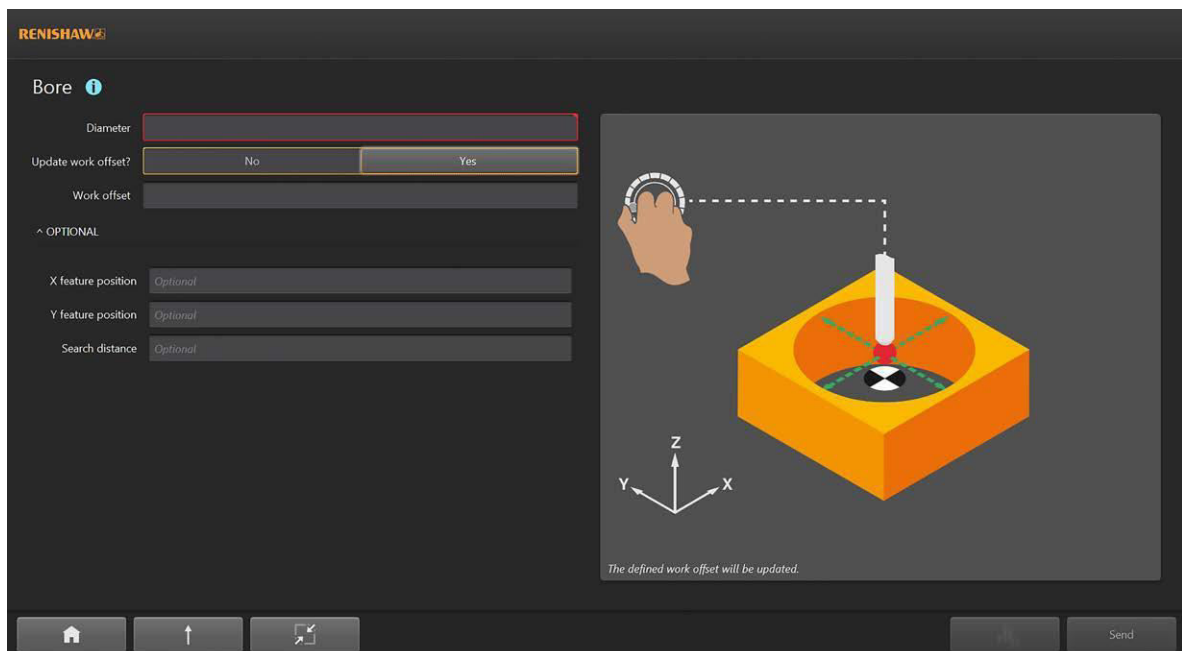 RENISHAW
Bore
Diameter
Update work offset? No Yes
Work offset
^ OPTIONAL
X feature position Optional
Y feature position Optional
Search distance Optional
Z
Y X
The defined work offset will be updated.
Send